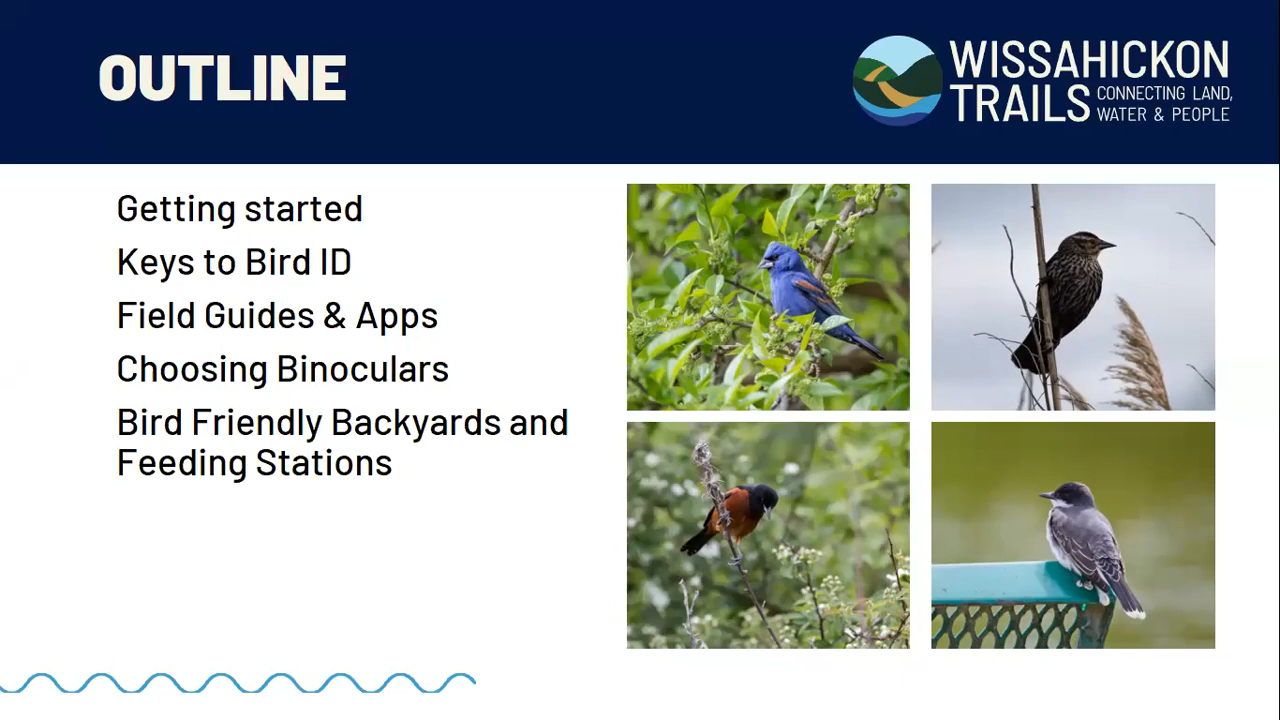 OUTLINE
WISSAHICKON
TRAILS CONNECTING LAND,
WATER & PEOPLE
Getting started
Keys to Bird ID
Field Guides & Apps
Choosing Binoculars
Bird Friendly Backyards and
Feeding Stations